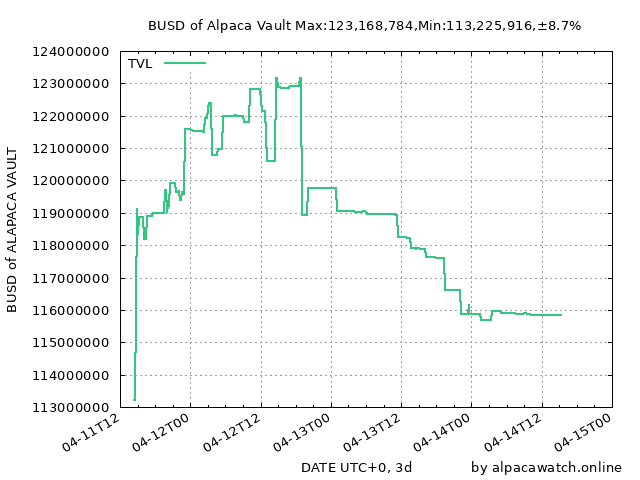 BUSD of Alpaca Vault Max:123,168,784,Min:113,225,916,±8.7%
TVL
124000000
123000000
122000000
121000000
120000000
119000000
118000000
117000000
116000000
115000000
114000000
113000000
BUSD of ALAPACA VAULT
04-11T12
04-12T00
04-12T12
04-13T00
04-13T12
04-14T00
04-14T12
04-15T00
DATE UTC+0, 3d
by alpacawatch.online